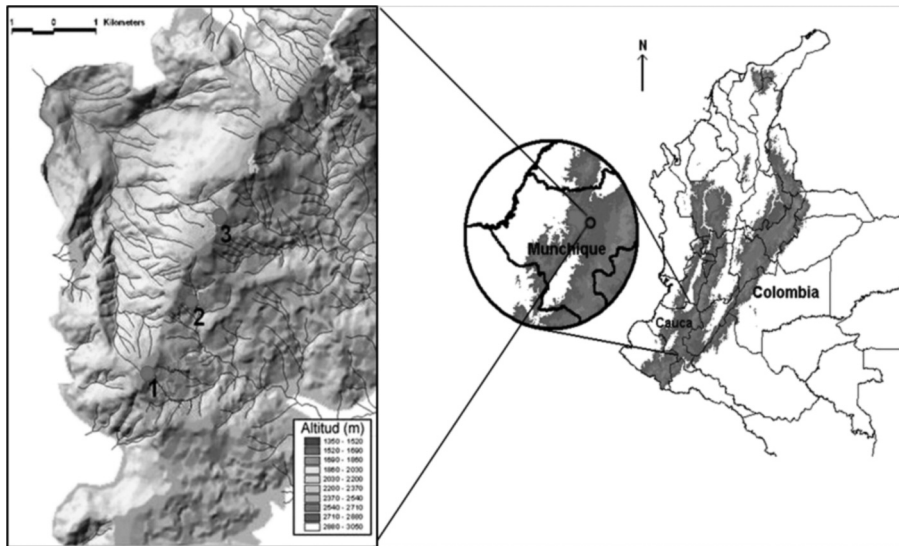 1 0 1 Kilometers
3
2
1
Altitud (m)
1350 - 1520
1520 - 1690
1690 - 1860
1860 - 2030
2030 - 2200
2200 - 2370
2370 - 2540
2540 - 2710
2710 - 2880
2880 - 3050
N
Munchique
Cauca
Colombia